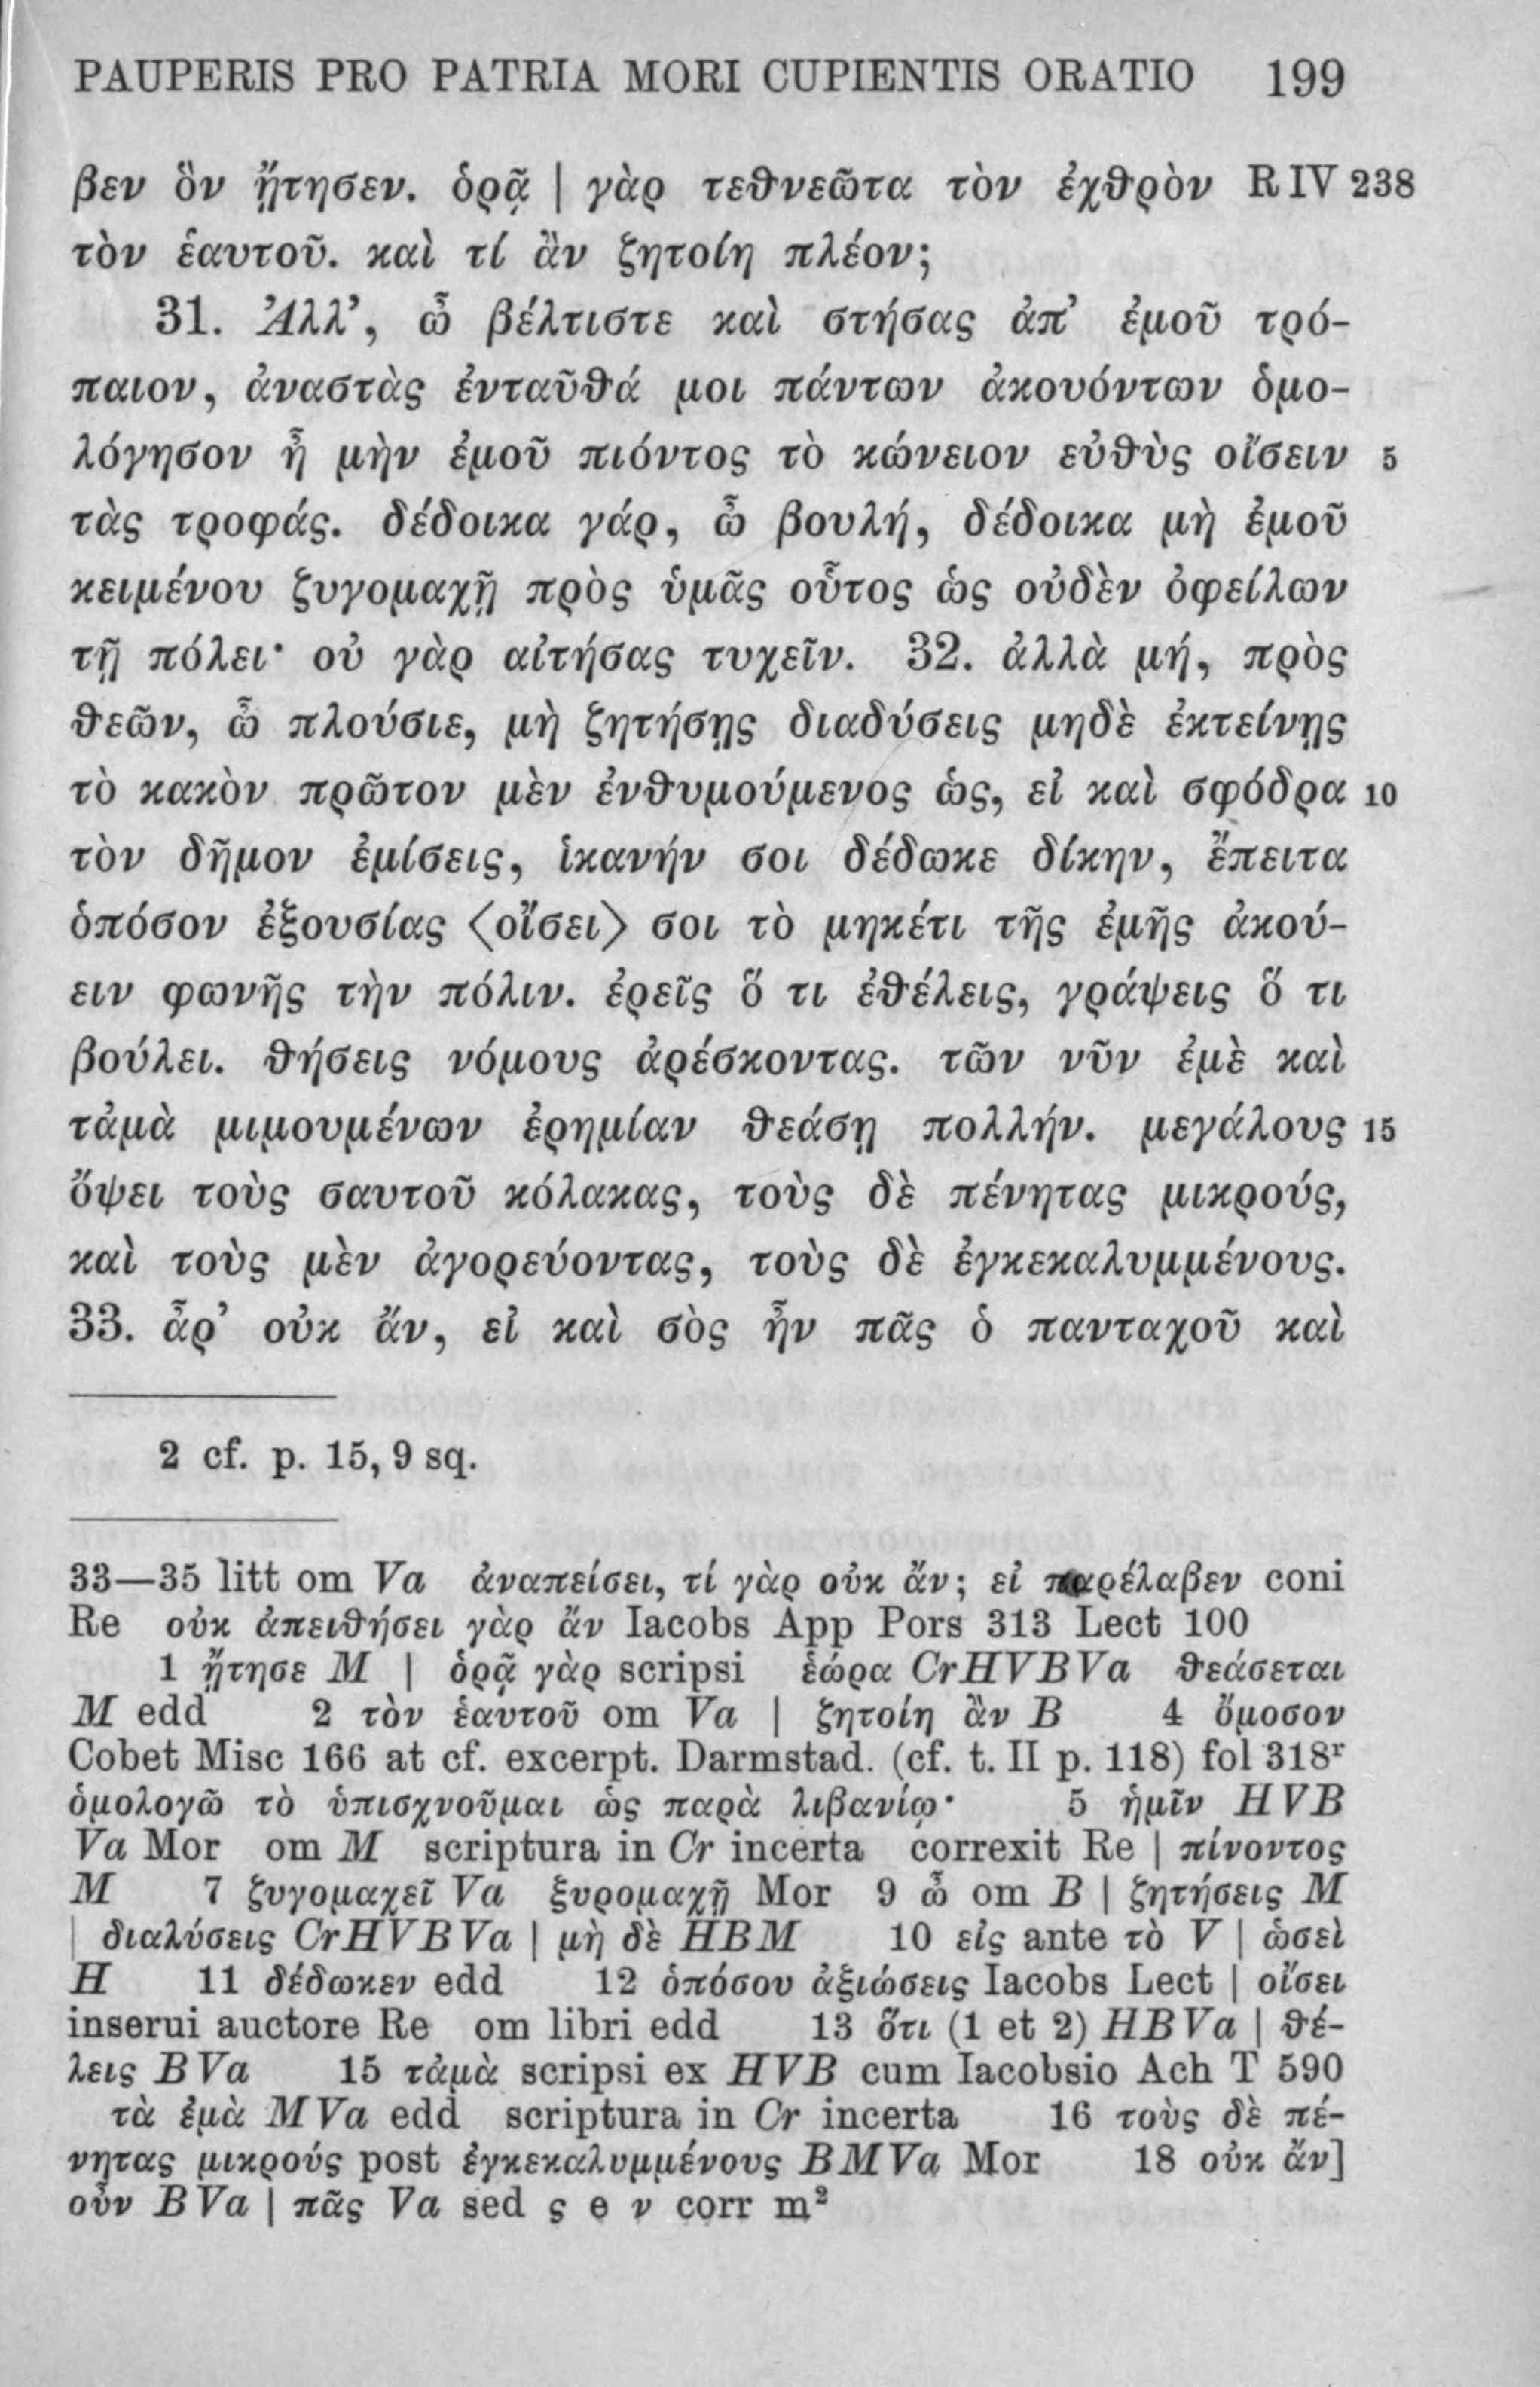 PAUPERIS PRO PATRIA MORI CUPIENTIS ORATIO 199
βεν ὃν ᾔτησεν. ὁρᾷ | γὰρ τεθνεῶτα τὸν ἐχθρὸν R IV 238
τὸν ἑαυτοῦ. καὶ τί ἂν ζητοίη πλέον;
31. Ἀλλ’, ὦ βέλτιστε καὶ στήσας ἀπ’ ἐμοῦ τρό-
παιον, ἀναστὰς ἐνταῦθά μοι πάντων ἀκουόντων ὁμο-
λόγησον ἦ μὴν ἐμοῦ πιόντος τὸ κώνειον εὐθὺς οἴσειν 5
τὰς τροφάς. δέδοικα γάρ, ὦ βουλή, δέδοικα μὴ ἐμοῦ
κειμένου ζυγομαχῇ πρὸς ὑμᾶς οὗτος ὡς οὐδὲν ὀφείλων
τῇ πόλει· οὐ γὰρ αἰτήσας τυχεῖν. 32. ἀλλὰ μή, πρὸς
θεῶν, ὦ πλούσιε, μὴ ζητήσῃς διαδύσεις μηδὲ ἐκτείνῃς
τὸ κακὸν πρῶτον μὲν ἐνθυμούμενος ὡς, εἰ καὶ σφόδρα 10
τὸν δῆμον ἐμίσεις, ἱκανήν σοι δέδωκε δίκην, ἔπειτα
ὁπόσον ἐξουσίας ⟨οἴσει⟩ σοι τὸ μηκέτι τῆς ἐμῆς ἀκού-
ειν φωνῆς τὴν πόλιν. ἐρεῖς ὅ τι ἐθέλεις, γράψεις ὅ τι
βούλει. θήσεις νόμους ἀρέσκοντας. τῶν νῦν ἐμὲ καὶ
τἀμὰ μιμουμένων ἐρημίαν θεάσῃ πολλήν. μεγάλους 15
ὄψει τοὺς σαυτοῦ κόλακας, τοὺς δὲ πένητας μικρούς,
καὶ τοὺς μὲν ἀγορεύοντας, τοὺς δὲ ἐγκεκαλυμμένους.
33. ἆρ’ οὐκ ἄν, εἰ καὶ σὸς ἦν πᾶς ὁ πανταχοῦ καὶ
2 cf. p. 15, 9 sq.
33—35 litt om Va ἀναπείσει, τί γὰρ οὐκ ἄν; εἰ παρέλαβεν coni
Re οὐκ ἀπειθήσει γὰρ ἄν Iacobs App Pors 313 Lect 100
1 ᾔτησε M | ὁρᾷ γὰρ scripsi ἑώρα CrHVBVa θεάσεται
M edd 2 τὸν ἑαυτοῦ om Va | ζητοίη ἂν B 4 ὄμοσον
Cobet Misc 166 at cf. excerpt. Darmstad. (cf. t. II p. 118) fol 318ʳ
ὁμολογῶ τὸ ὑπισχνοῦμαι ὡς παρὰ λιβανίῳ· 5 ἡμῖν HVB
Va Mor om M scriptura in Cr incerta correxit Re | πίνοντος
M 7 ζυγομαχεῖ Va ξυρομαχῇ Mor 9 ὦ om B | ζητήσεις M
| διαλύσεις CrHVBVa | μὴ δὲ HBM 10 εἰς ante τὸ V | ὡσεὶ
H 11 δέδωκεν edd 12 ὁπόσου ἀξιώσεις Iacobs Lect | οἴσει
inserui auctore Re om libri edd 13 ὅτι (1 et 2) HBVa | θέ-
λεις BVa 15 τἀμὰ scripsi ex HVB cum Iacobsio Ach T 590
τὰ ἐμὰ MVa edd scriptura in Cr incerta 16 τοὺς δὲ πέ-
νητας μικρούς post ἐγκεκαλυμμένους BMVa Mor 18 οὐκ ἄν]
οὖν BVa | πᾶς Va sed ς e ν corr m²